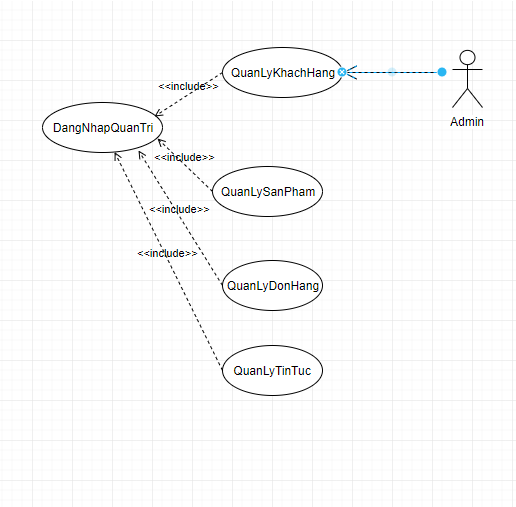 QuanLyKhachHang
<<include>>
Admin
DangNhapQuanTri
<<include>>
QuanLySanPham
<<include>>
<<include>>
QuanLyDonHang
QuanLyTinTuc